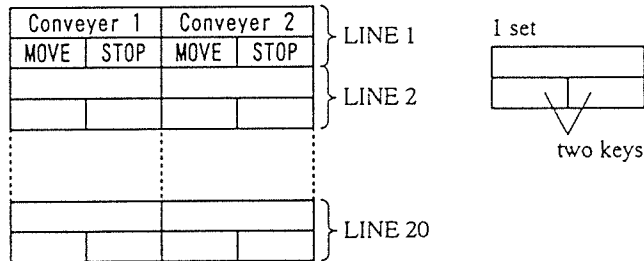 Conveyer 1 Conveyer 2
MOVE STOP MOVE STOP
LINE 1
LINE 2
LINE 20
1 set
two keys